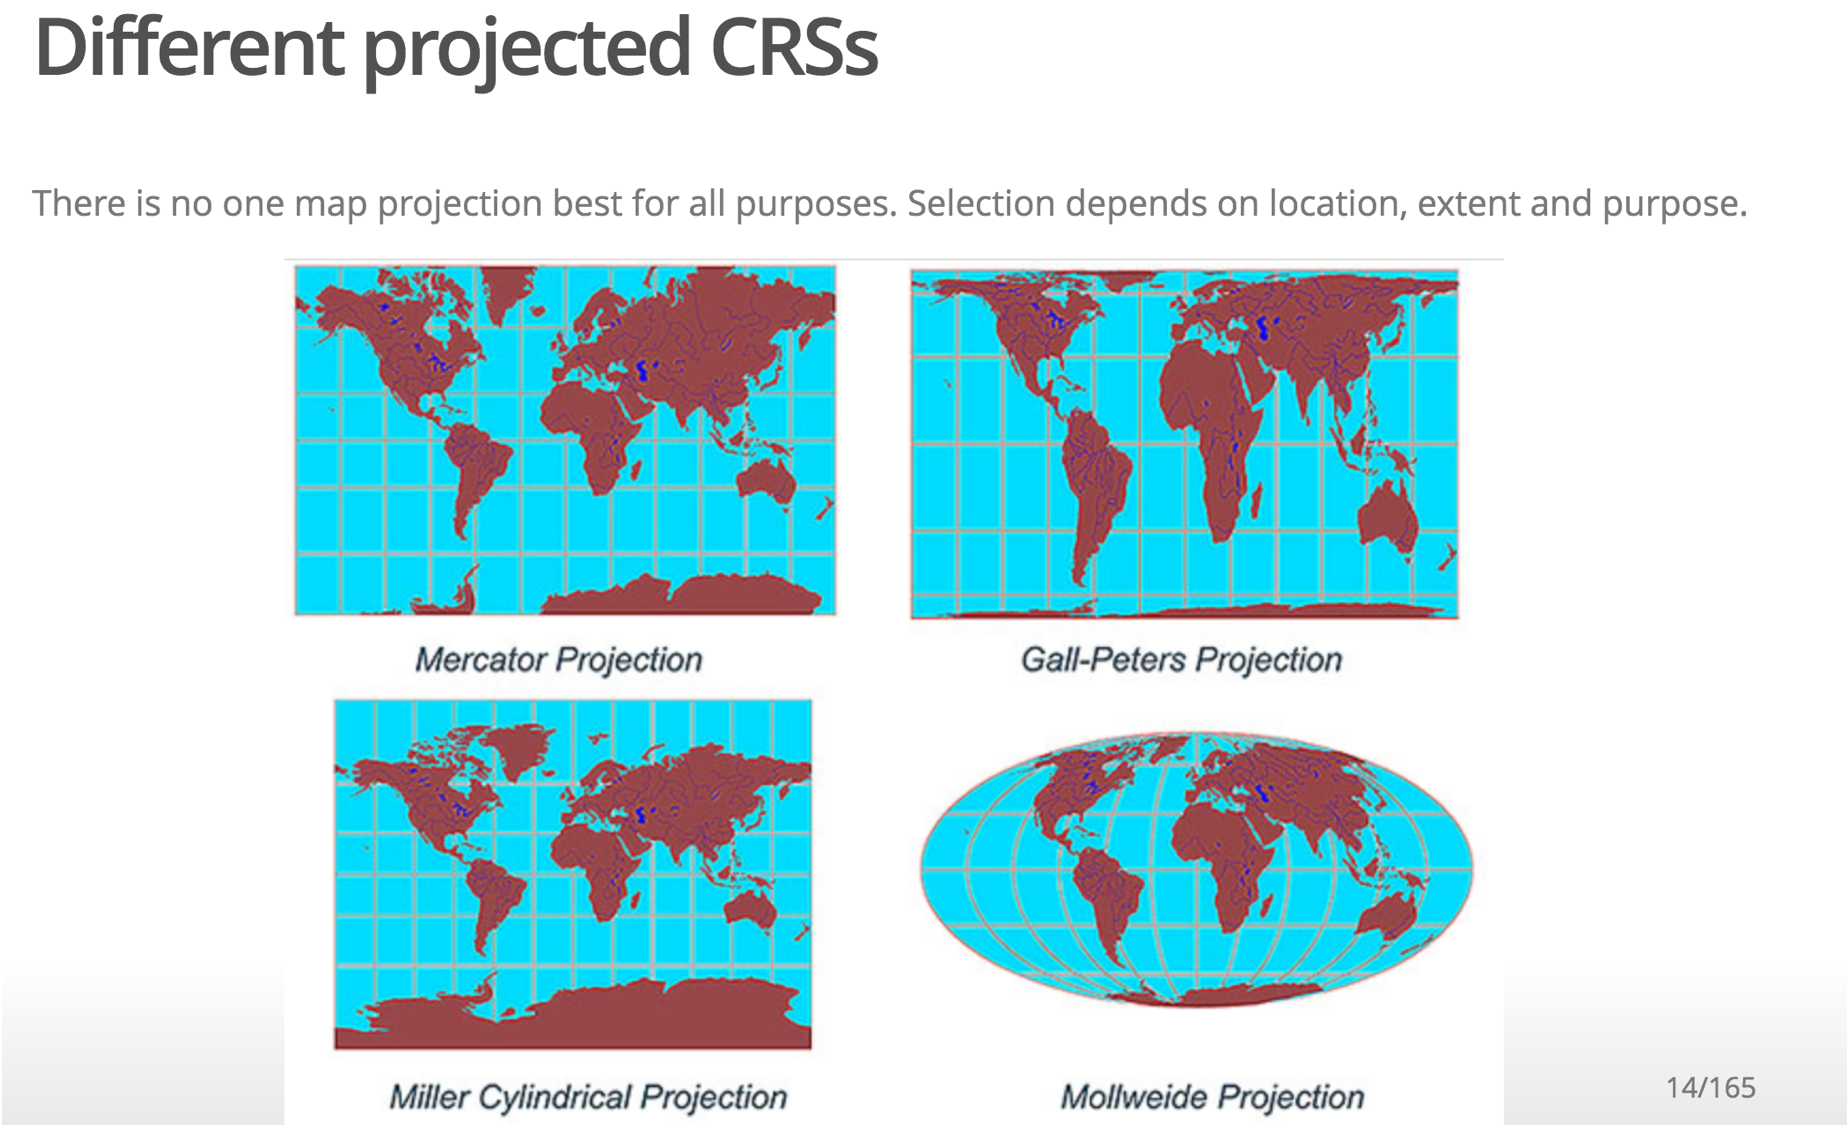 Different projected CRSs
There is no one map projection best for all purposes. Selection depends on location, extent and purpose.
Mercator Projection
Gall-Peters Projection
Miller Cylindrical Projection
Mollweide Projection
14/165